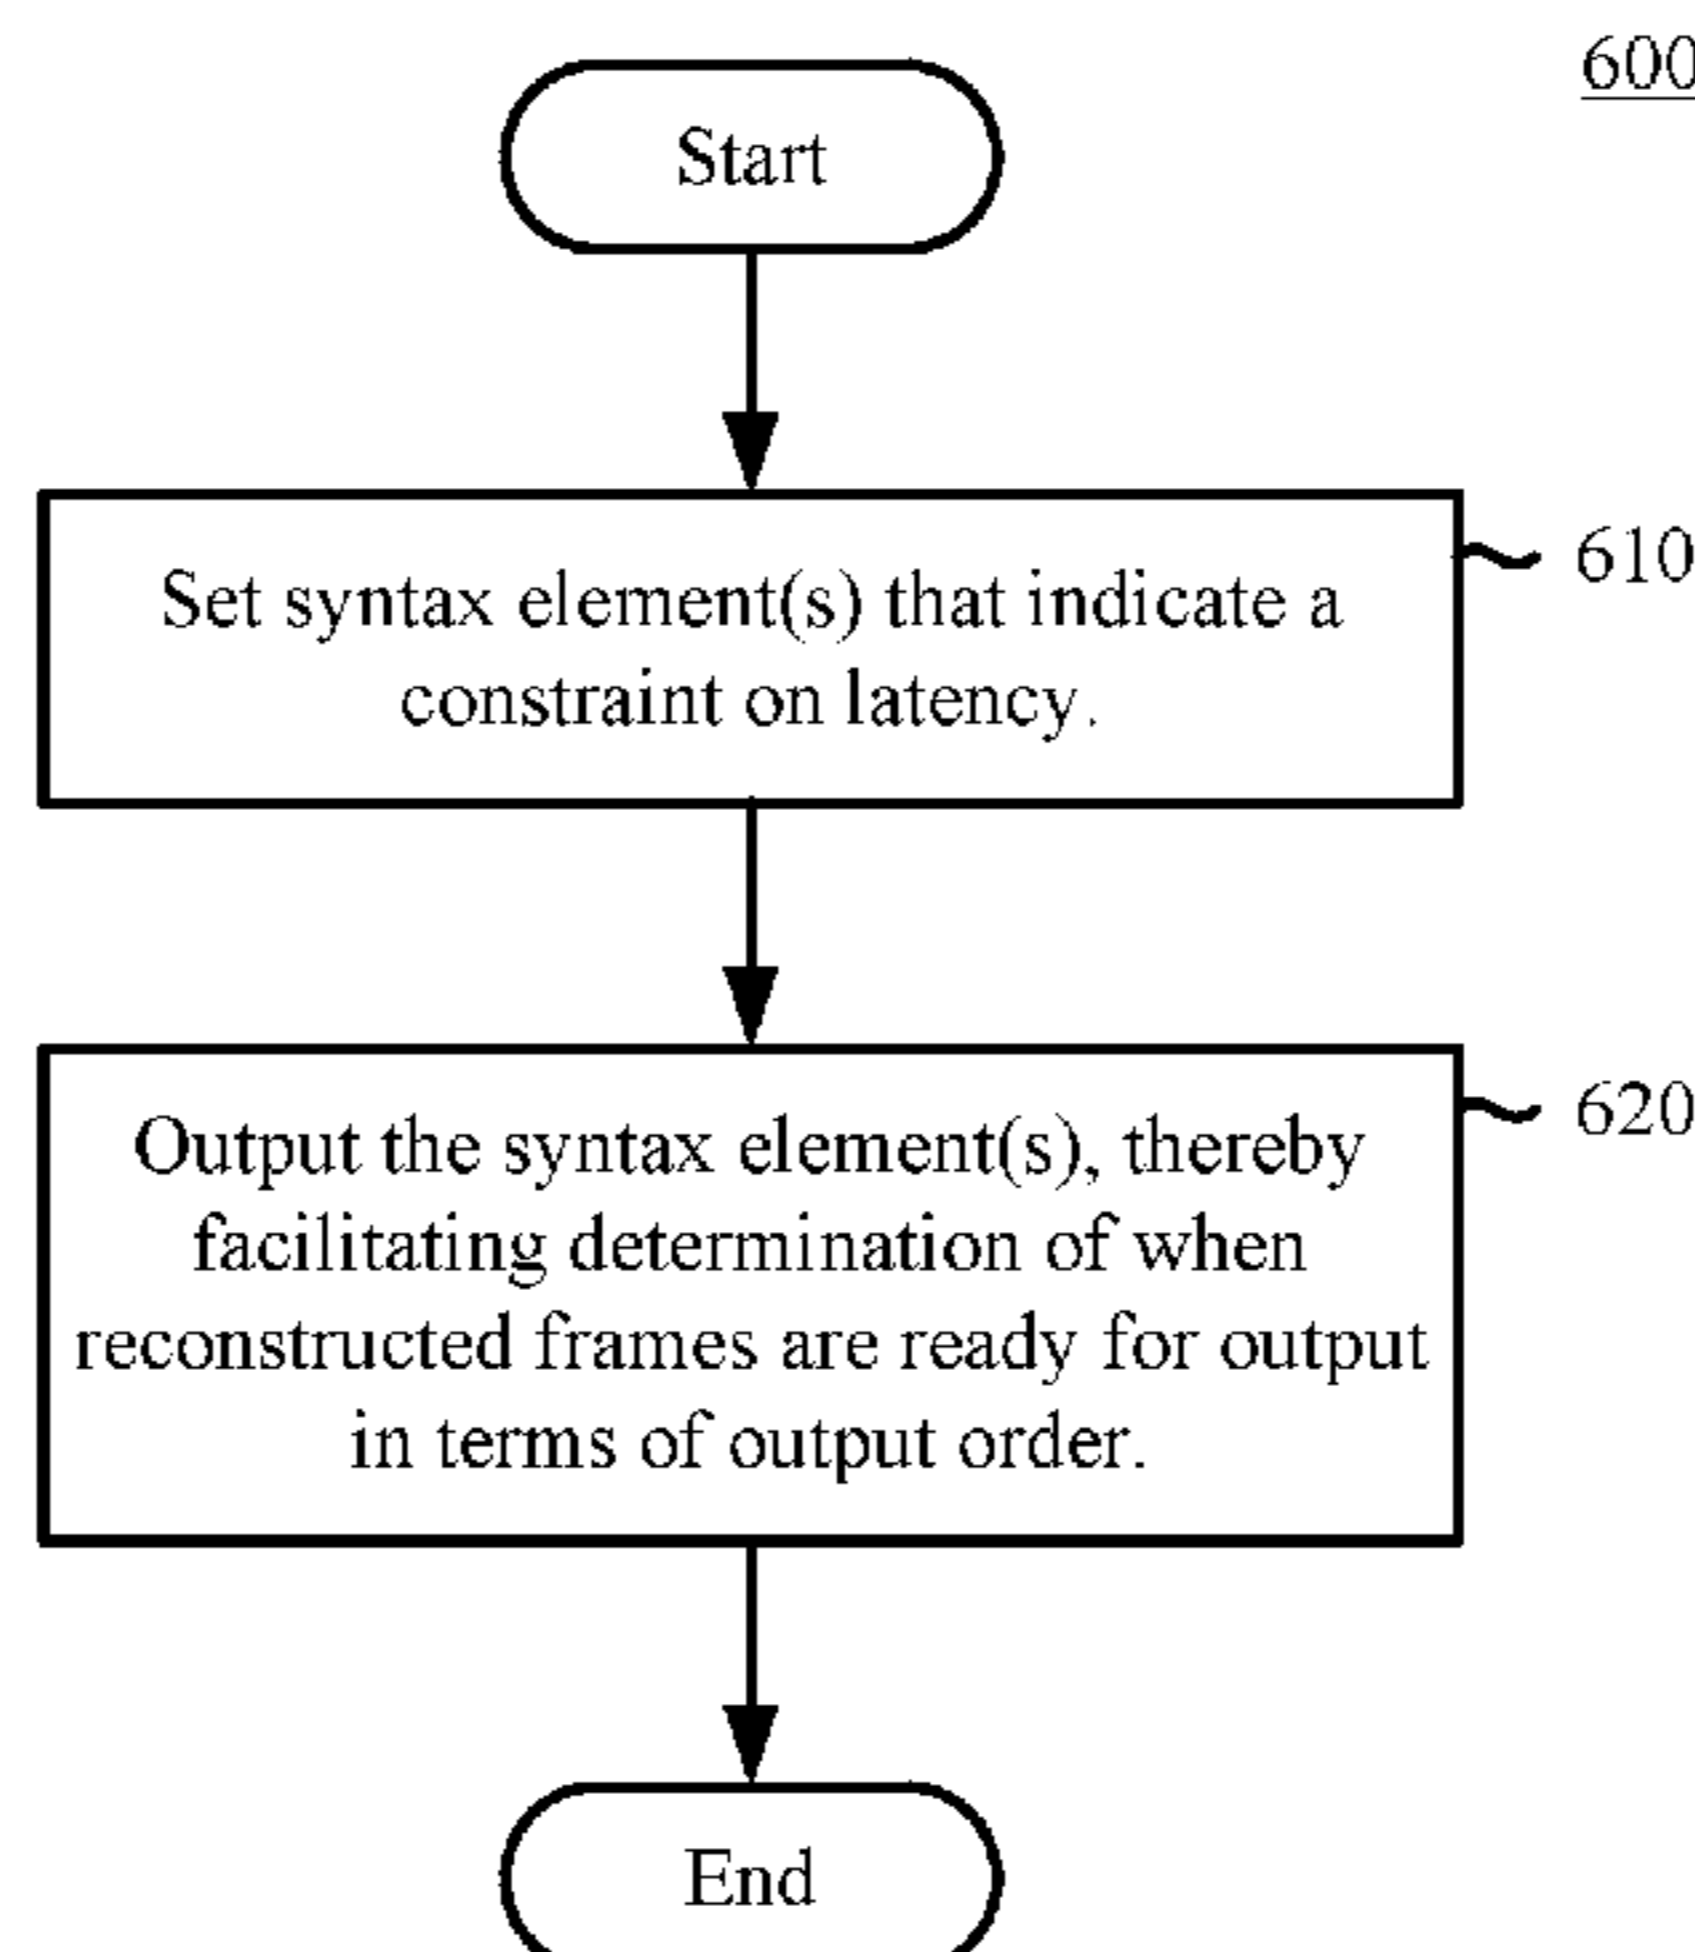 600
Start
Set syntax element(s) that indicate a
constraint on latency.
610
Output the syntax element(s), thereby
facilitating determination of when
reconstructed frames are ready for output
in terms of output order.
620
End